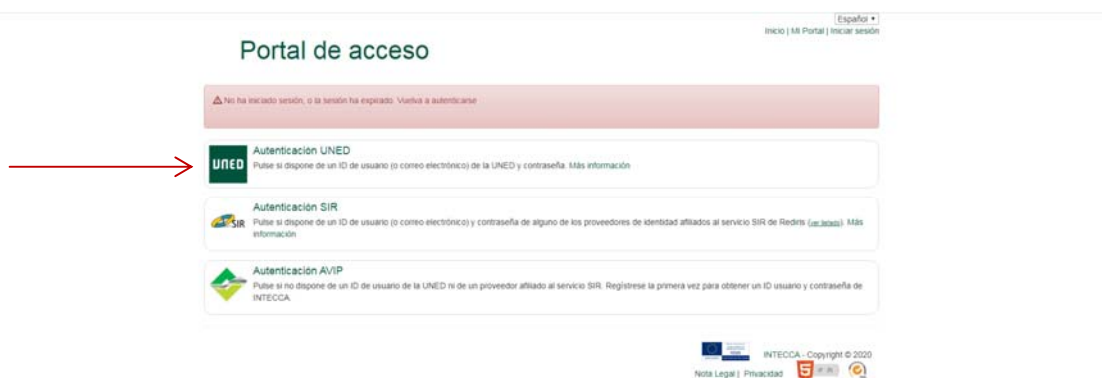 Español
Inicio | Mi Portal | Iniciar sesión
Portal de acceso
No ha iniciado sesión, o la sesión ha expirado. Vuelva a autenticarse
Autenticación UNED
UNED
Pulse si dispone de un ID de usuario (o correo electrónico) de la UNED y contraseña. Más información
Autenticación SIR
SIR
Pulse si dispone de un ID de usuario (o correo electrónico) y contraseña de alguno de los proveedores de identidad afiliados al servicio SIR de Rediris (ver listado). Más
información
Autenticación AVIP
Pulse si no dispone de un ID de usuario de la UNED ni de un proveedor afiliado al servicio SIR. Regístrese la primera vez para obtener un ID usuario y contraseña de
INTECCA.
INTECCA - Copyright © 2020
Nota Legal | Privacidad